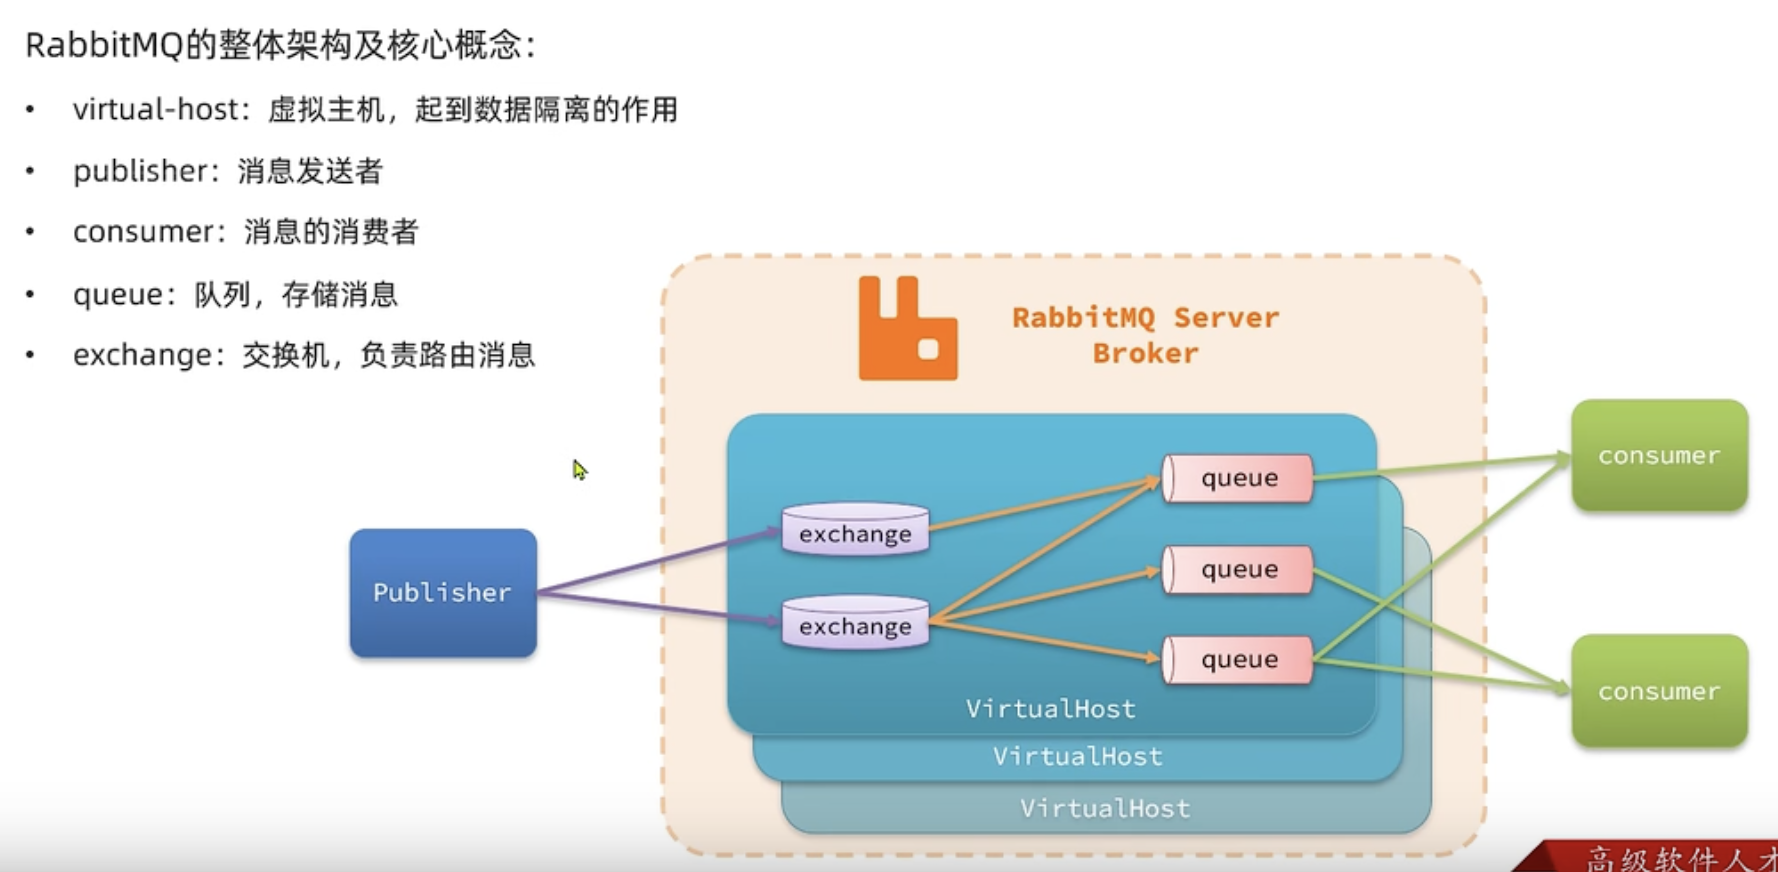 RabbitMQ的整体架构及核心概念：
• virtual-host：虚拟主机，起到数据隔离的作用
• publisher：消息发送者
• consumer：消息的消费者
• queue：队列，存储消息
• exchange：交换机，负责路由消息
RabbitMQ Server
Broker
consumer
queue
exchange
queue
Publisher
exchange
queue
consumer
VirtualHost
VirtualHost
VirtualHost
高级软件人才